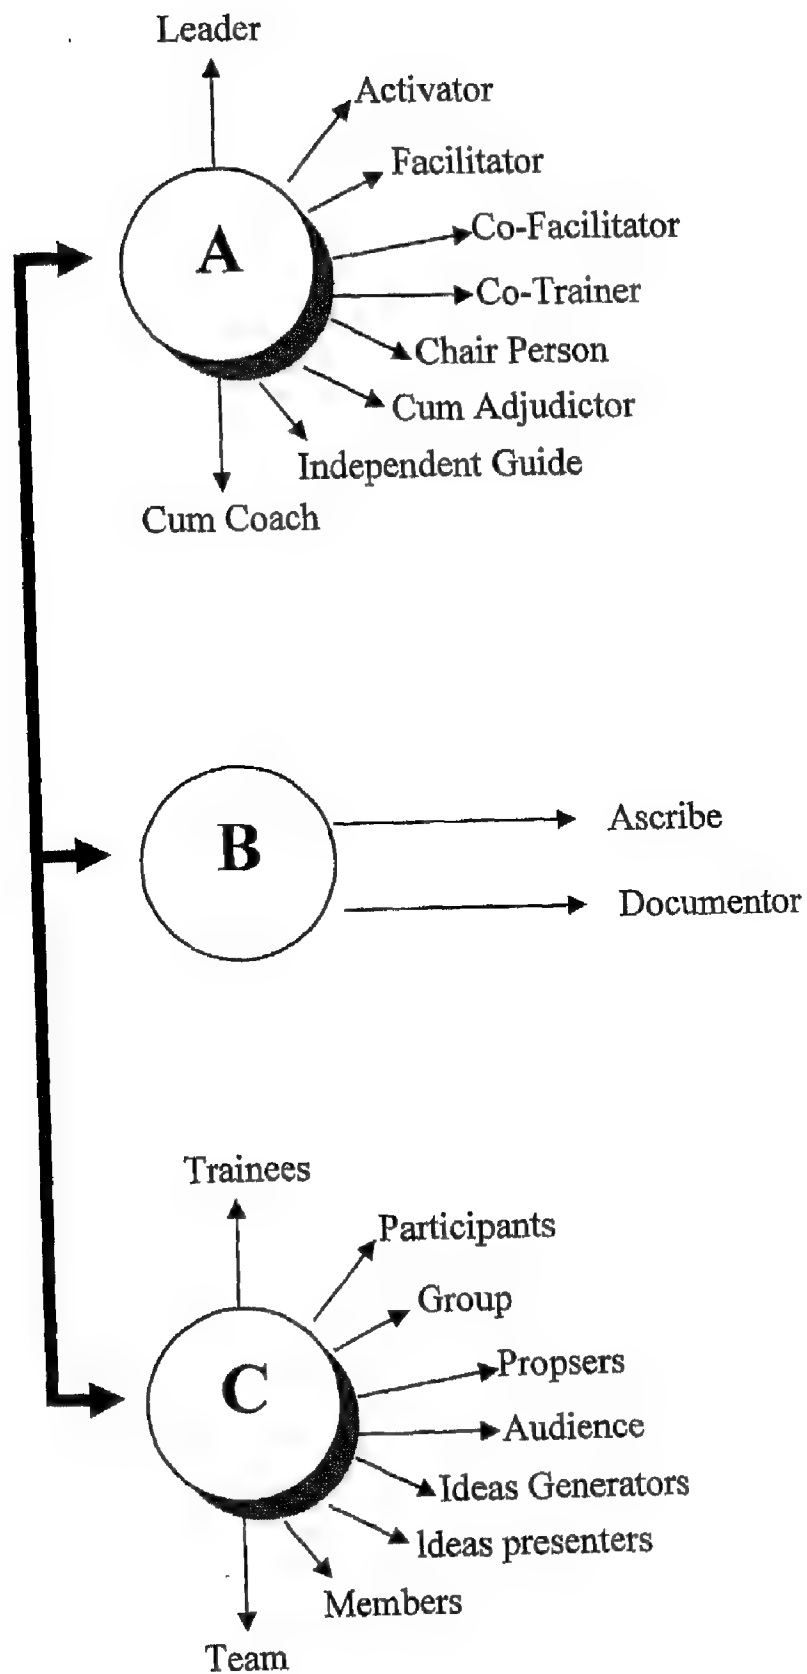 Leader
Activator
Facilitator
A
Co-Facilitator
Co-Trainer
Chair Person
Cum Adjudictor
Independent Guide
Cum Coach
B
Ascribe
Documentor
Trainees
Participants
Group
C
Propsers
Audience
Ideas Generators
Ideas presenters
Members
Team